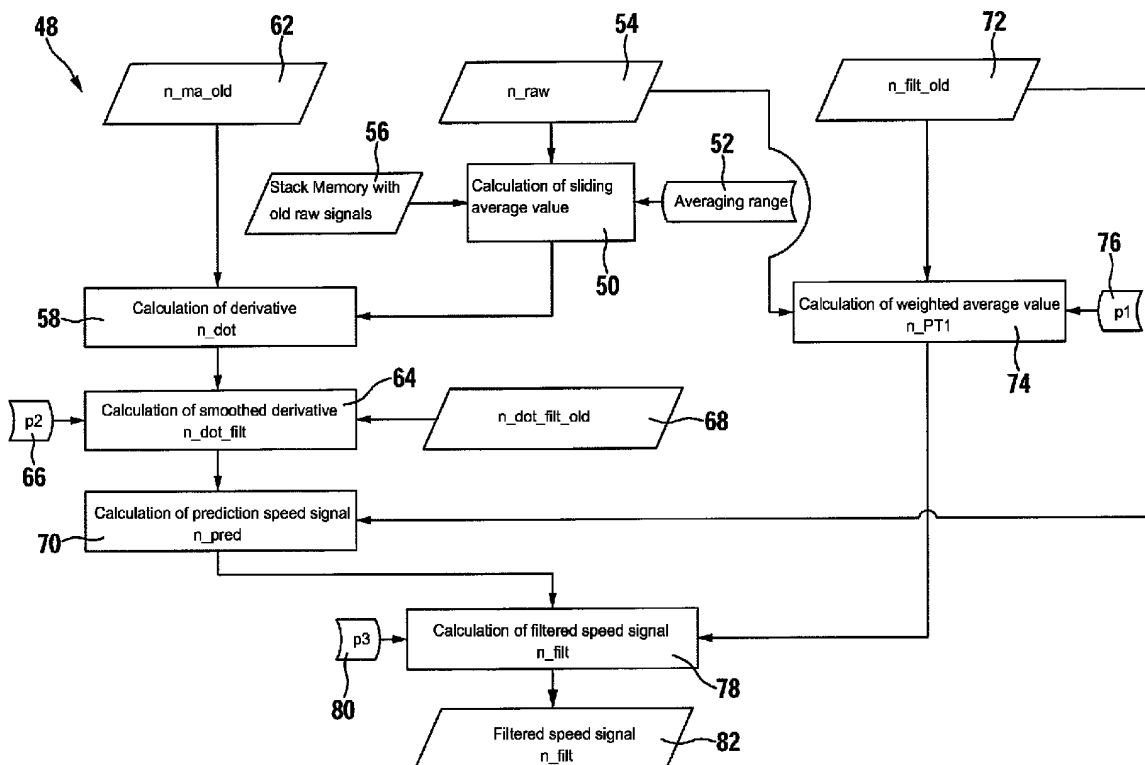 48
62
54
72
n_ma_old
n_raw
n_filt_old
56
52
Stack Memory with
old raw signals
Calculation of sliding
average value
Averaging range
50
76
58
Calculation of derivative
n_dot
Calculation of weighted average value
n_PT1
p1
74
64
p2
Calculation of smoothed derivative
n_dot_filt
n_dot_filt_old
68
66
Calculation of prediction speed signal
n_pred
70
p3
Calculation of filtered speed signal
n_filt
80
78
Filtered speed signal
n_filt
82